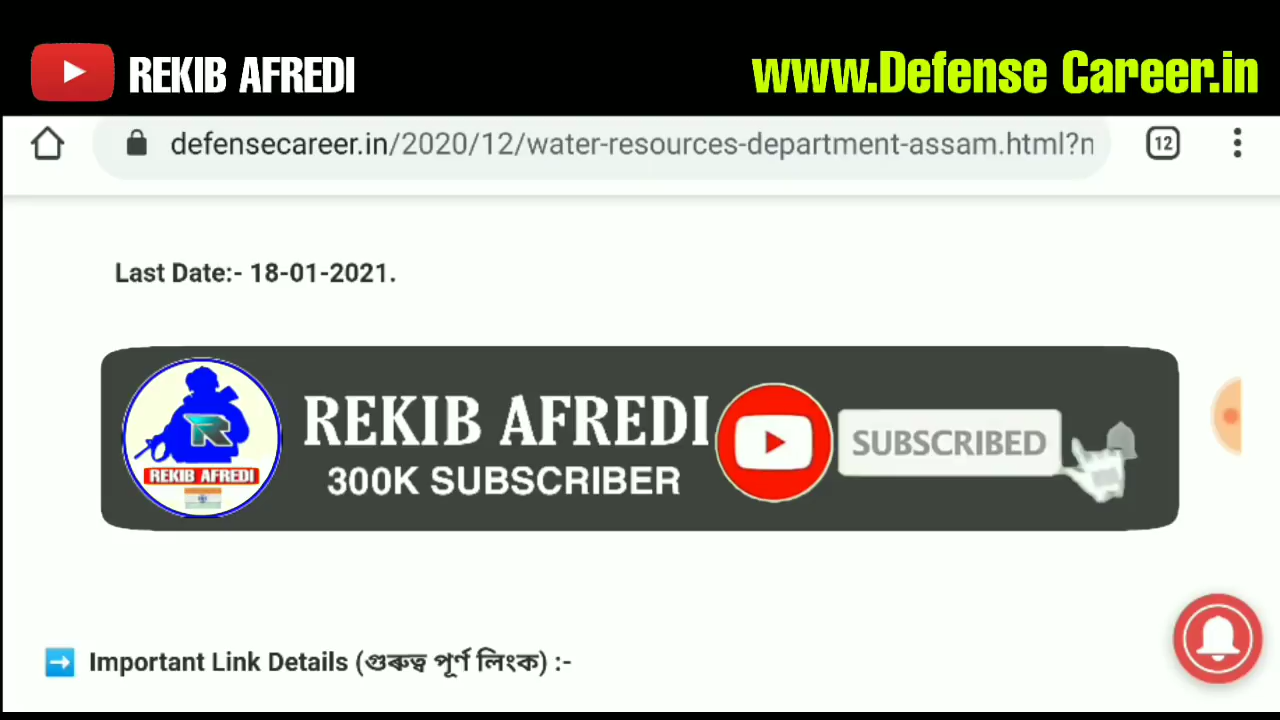 REKIB AFREDI
www.Defense Career.in
defensecareer.in/2020/12/water-resources-department-assam.html?n
12
Last Date:- 18-01-2021.
REKIB AFREDI
300K SUBSCRIBER
SUBSCRIBED
R
REKIB AFREDI
Important Link Details (গুৰুত্ব পূৰ্ণ লিংক) :-